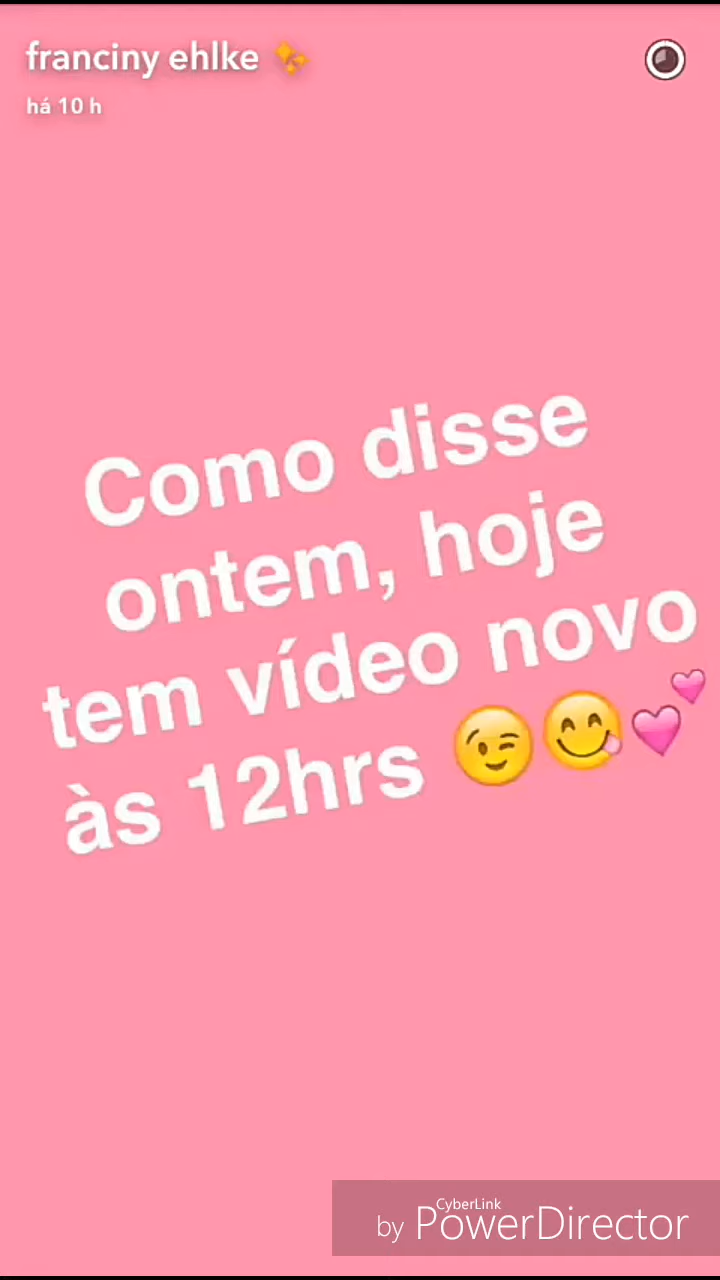 franciny ehlke ✨
há 10 h
Como disse
ontem, hoje
tem vídeo novo
às 12hrs 😉😋💕
CyberLink
by PowerDirector